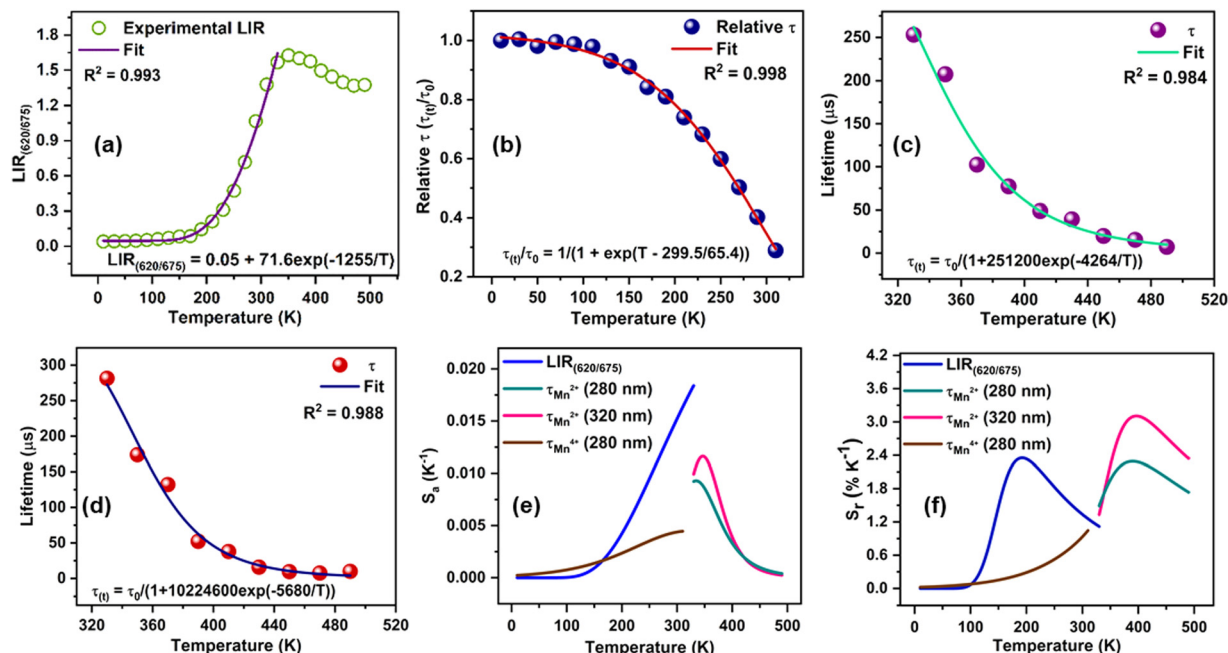 Experimental LIR
Fit
R² = 0.993
(a)
LIR(620/675) = 0.05 + 71.6exp(-1255/T)
LIR(620/675)
1.8
1.5
1.2
0.9
0.6
0.3
0.0
0 100 200 300 400 500
Temperature (K)
Relative τ
Fit
R² = 0.998
(b)
τ(t)/τ0 = 1/(1 + exp(T - 299.5/65.4))
Relative τ (τ(t)/τ0)
1.0
0.8
0.6
0.4
0.2
0 50 100 150 200 250 300
Temperature (K)
τ
Fit
R² = 0.984
(c)
τ(t) = τ0/(1+251200exp(-4264/T))
Lifetime (μs)
250
200
150
100
50
0
320 360 400 440 480 520
Temperature (K)
τ
Fit
R² = 0.988
(d)
τ(t) = τ0/(1+10224600exp(-5680/T))
Lifetime (μs)
300
250
200
150
100
50
0
320 360 400 440 480 520
Temperature (K)
LIR(620/675)
τMn²⁺ (280 nm)
τMn²⁺ (320 nm)
τMn⁴⁺ (280 nm)
(e)
Sa (K⁻¹)
0.020
0.015
0.010
0.005
0.000
0 100 200 300 400 500
Temperature (K)
LIR(620/675)
τMn²⁺ (280 nm)
τMn²⁺ (320 nm)
τMn⁴⁺ (280 nm)
(f)
Sr (% K⁻¹)
4.2
3.6
3.0
2.4
1.8
1.2
0.6
0.0
0 100 200 300 400 500
Temperature (K)